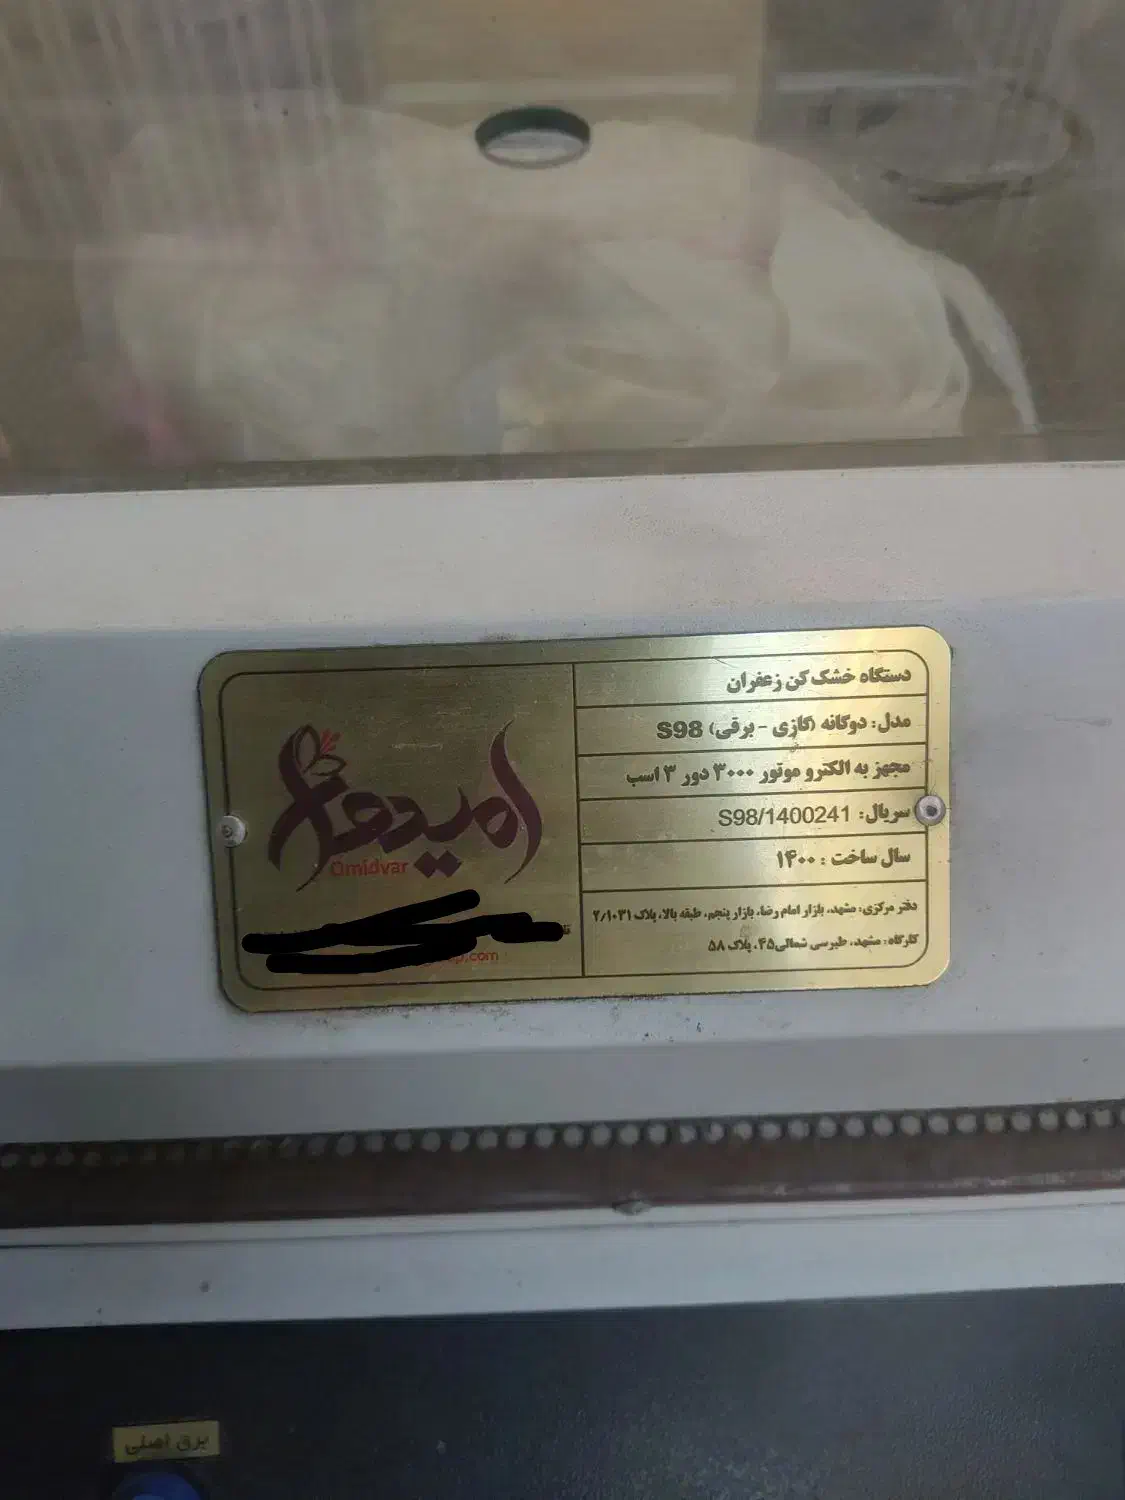 دستگاه خشک کن زعفران
مدل: دوگانه (گازی - برقی) S98
مجهز به الکترو موتور ۳۰۰۰ دور ۳ اسب
سریال: S98/1400241
سال ساخت : ۱۴۰۰
دفتر مرکزی: مشهد، بازار امام رضا، بازار پنجم، طبقه بالا، پلاک ۲/۱۰۳۱
کارگاه: مشهد، طبرسی شمالی۴۵، پلاک ۵۸
امیدوار
Omidvar
.com
برق اصلی